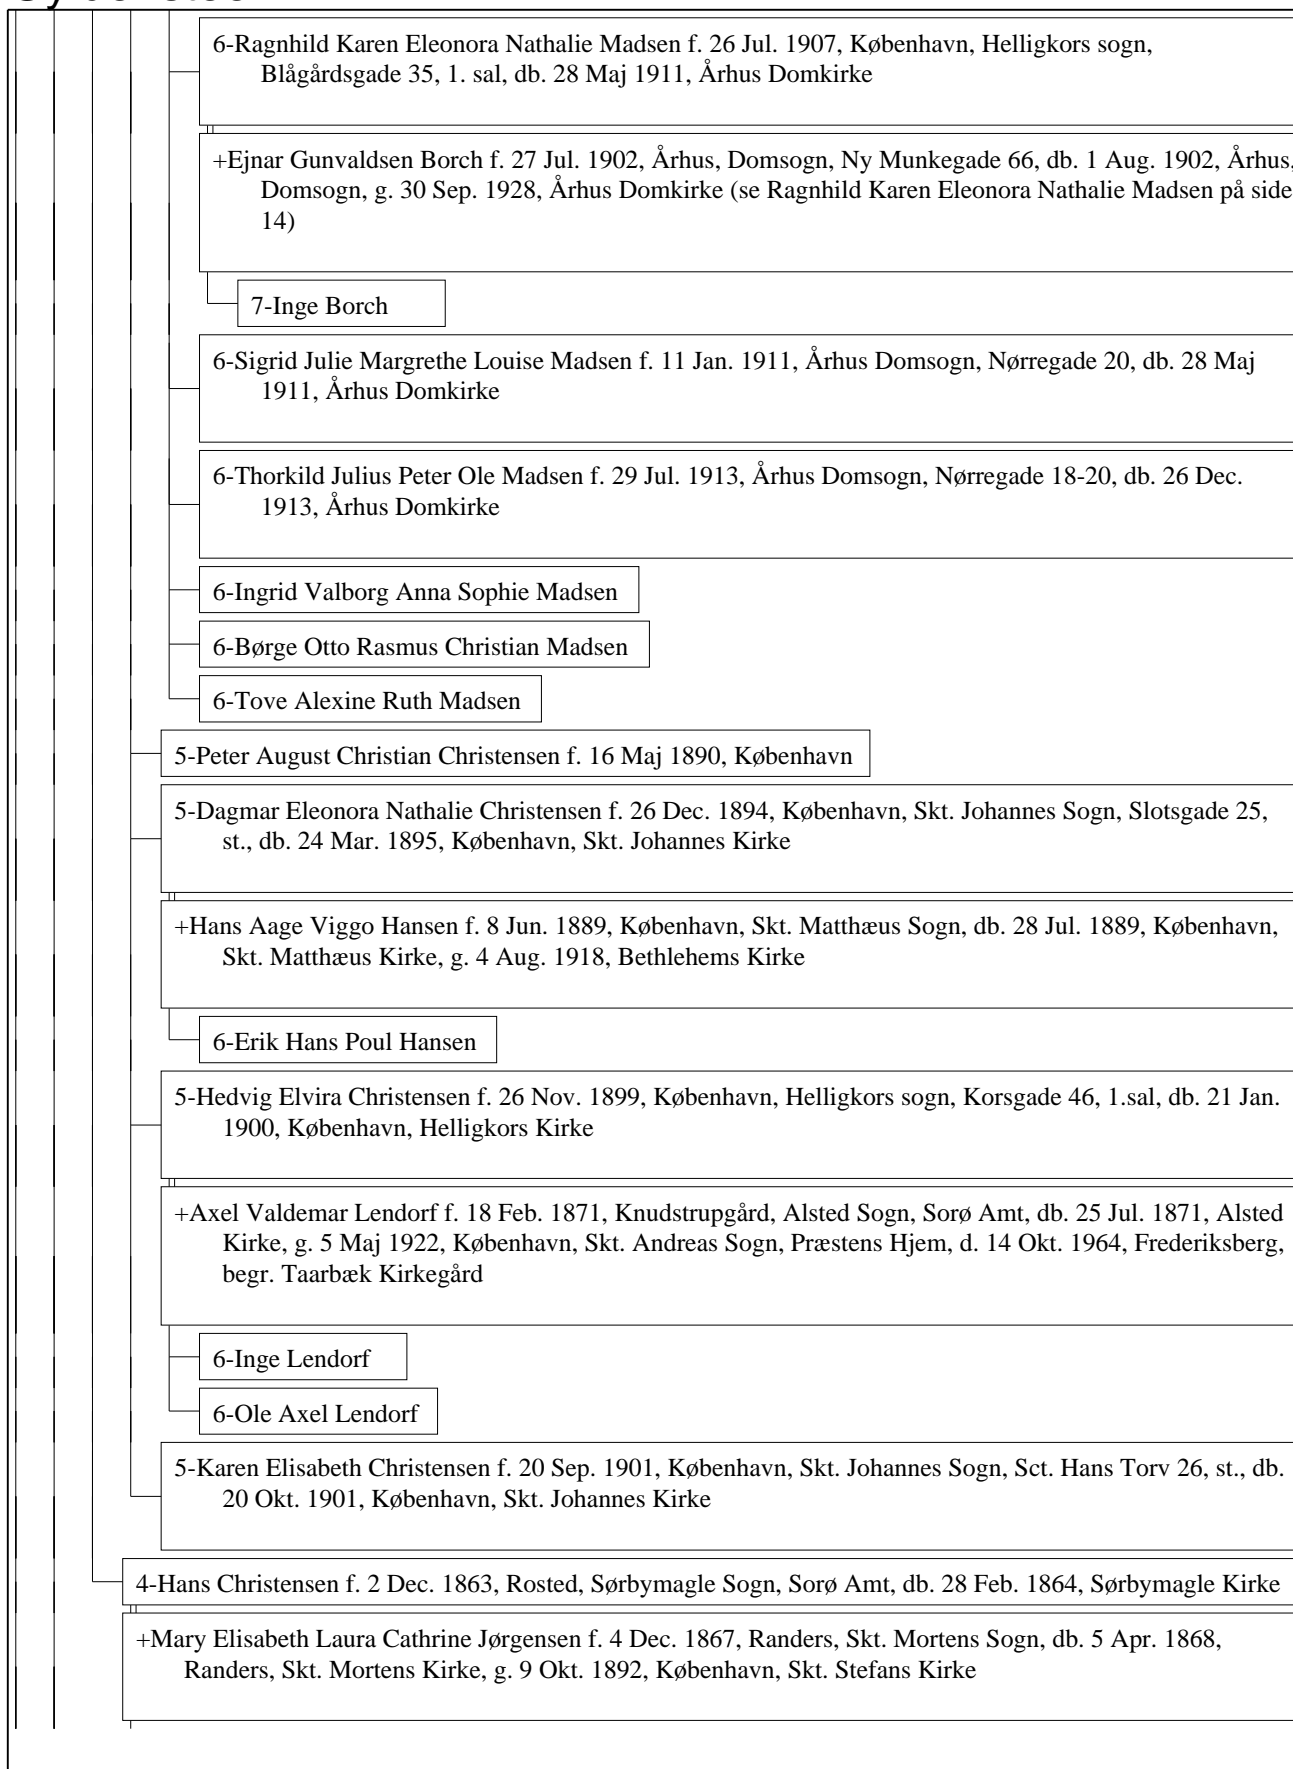 6-Ragnhild Karen Eleonora Nathalie Madsen f. 26 Jul. 1907, København, Helligkors sogn,
Blågårdsgade 35, 1. sal, db. 28 Maj 1911, Århus Domkirke
+Ejnar Gunvaldsen Borch f. 27 Jul. 1902, Århus, Domsogn, Ny Munkegade 66, db. 1 Aug. 1902, Århus,
Domsogn, g. 30 Sep. 1928, Århus Domkirke (se Ragnhild Karen Eleonora Nathalie Madsen på side
14)
7-Inge Borch
6-Sigrid Julie Margrethe Louise Madsen f. 11 Jan. 1911, Århus Domsogn, Nørregade 20, db. 28 Maj
1911, Århus Domkirke
6-Thorkild Julius Peter Ole Madsen f. 29 Jul. 1913, Århus Domsogn, Nørregade 18-20, db. 26 Dec.
1913, Århus Domkirke
6-Ingrid Valborg Anna Sophie Madsen
6-Børge Otto Rasmus Christian Madsen
6-Tove Alexine Ruth Madsen
5-Peter August Christian Christensen f. 16 Maj 1890, København
5-Dagmar Eleonora Nathalie Christensen f. 26 Dec. 1894, København, Skt. Johannes Sogn, Slotsgade 25,
st., db. 24 Mar. 1895, København, Skt. Johannes Kirke
+Hans Aage Viggo Hansen f. 8 Jun. 1889, København, Skt. Matthæus Sogn, db. 28 Jul. 1889, København,
Skt. Matthæus Kirke, g. 4 Aug. 1918, Bethlehems Kirke
6-Erik Hans Poul Hansen
5-Hedvig Elvira Christensen f. 26 Nov. 1899, København, Helligkors sogn, Korsgade 46, 1.sal, db. 21 Jan.
1900, København, Helligkors Kirke
+Axel Valdemar Lendorf f. 18 Feb. 1871, Knudstrupgård, Alsted Sogn, Sorø Amt, db. 25 Jul. 1871, Alsted
Kirke, g. 5 Maj 1922, København, Skt. Andreas Sogn, Præstens Hjem, d. 14 Okt. 1964, Frederiksberg,
begr. Taarbæk Kirkegård
6-Inge Lendorf
6-Ole Axel Lendorf
5-Karen Elisabeth Christensen f. 20 Sep. 1901, København, Skt. Johannes Sogn, Sct. Hans Torv 26, st., db.
20 Okt. 1901, København, Skt. Johannes Kirke
4-Hans Christensen f. 2 Dec. 1863, Rosted, Sørbymagle Sogn, Sorø Amt, db. 28 Feb. 1864, Sørbymagle Kirke
+Mary Elisabeth Laura Cathrine Jørgensen f. 4 Dec. 1867, Randers, Skt. Mortens Sogn, db. 5 Apr. 1868,
Randers, Skt. Mortens Kirke, g. 9 Okt. 1892, København, Skt. Stefans Kirke